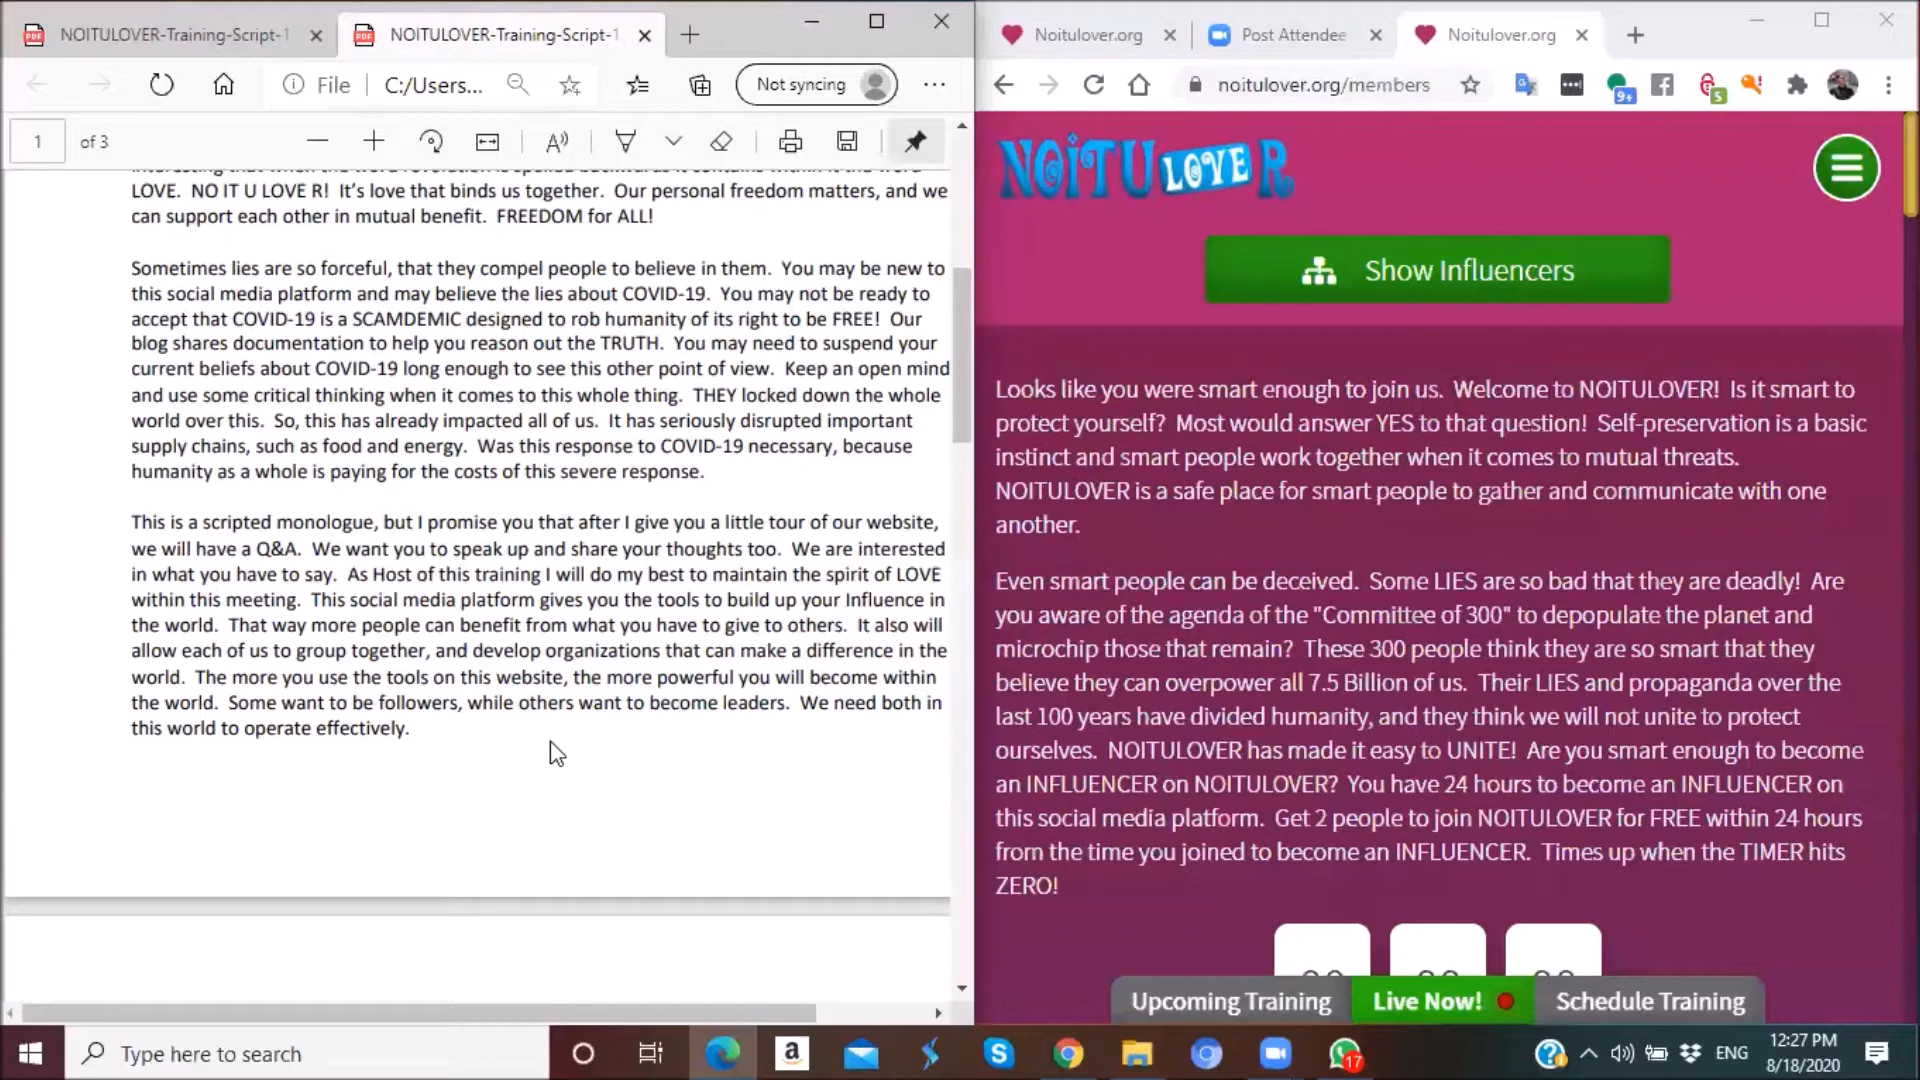 NOITULOVER-Training-Script-1
NOITULOVER-Training-Script-1
Noitulover.org
Post Attendee
Noitulover.org
File
C:/Users...
Not syncing
noitulover.org/members
9+
5
1
of 3
LOVE. NO IT U LOVE R! It's love that binds us together. Our personal freedom matters, and we
can support each other in mutual benefit. FREEDOM for ALL!
Sometimes lies are so forceful, that they compel people to believe in them. You may be new to
this social media platform and may believe the lies about COVID-19. You may not be ready to
accept that COVID-19 is a SCAMDEMIC designed to rob humanity of its right to be FREE! Our
blog shares documentation to help you reason out the TRUTH. You may need to suspend your
current beliefs about COVID-19 long enough to see this other point of view. Keep an open mind
and use some critical thinking when it comes to this whole thing. THEY locked down the whole
world over this. So, this has already impacted all of us. It has seriously disrupted important
supply chains, such as food and energy. Was this response to COVID-19 necessary, because
humanity as a whole is paying for the costs of this severe response.
This is a scripted monologue, but I promise you that after I give you a little tour of our website,
we will have a Q&A. We want you to speak up and share your thoughts too. We are interested
in what you have to say. As Host of this training I will do my best to maintain the spirit of LOVE
within this meeting. This social media platform gives you the tools to build up your Influence in
the world. That way more people can benefit from what you have to give to others. It also will
allow each of us to group together, and develop organizations that can make a difference in the
world. The more you use the tools on this website, the more powerful you will become within
the world. Some want to be followers, while others want to become leaders. We need both in
this world to operate effectively.
NOiTULOVER
Show Influencers
Looks like you were smart enough to join us. Welcome to NOITULOVER! Is it smart to
protect yourself? Most would answer YES to that question! Self-preservation is a basic
instinct and smart people work together when it comes to mutual threats.
NOITULOVER is a safe place for smart people to gather and communicate with one
another.
Even smart people can be deceived. Some LIES are so bad that they are deadly! Are
you aware of the agenda of the "Committee of 300" to depopulate the planet and
microchip those that remain? These 300 people think they are so smart that they
believe they can overpower all 7.5 Billion of us. Their LIES and propaganda over the
last 100 years have divided humanity, and they think we will not unite to protect
ourselves. NOITULOVER has made it easy to UNITE! Are you smart enough to become
an INFLUENCER on NOITULOVER? You have 24 hours to become an INFLUENCER on
this social media platform. Get 2 people to join NOITULOVER for FREE within 24 hours
from the time you joined to become an INFLUENCER. Times up when the TIMER hits
ZERO!
Upcoming Training
Live Now!
Schedule Training
Type here to search
17
ENG
12:27 PM
8/18/2020